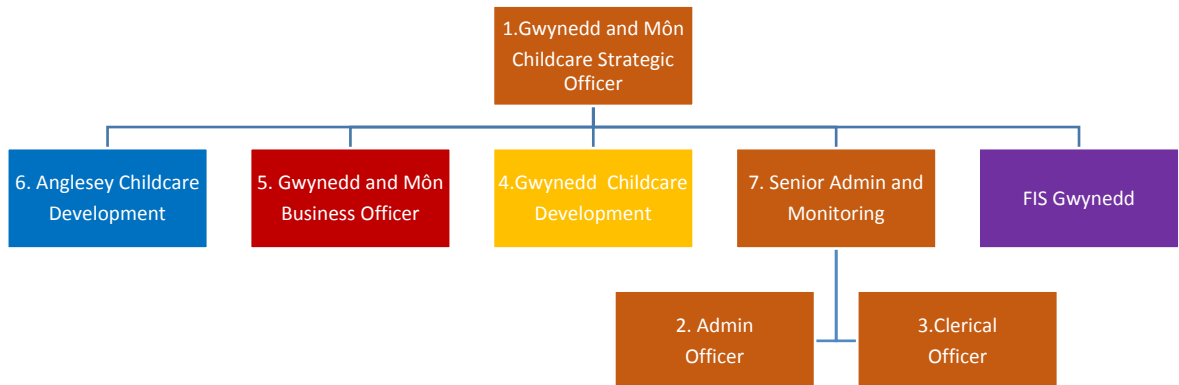 1.Gwynedd and Môn
Childcare Strategic
Officer
6. Anglesey Childcare
Development
5. Gwynedd and Môn
Business Officer
4.Gwynedd  Childcare
Development
7. Senior Admin and
Monitoring
FIS Gwynedd
2. Admin
Officer
3.Clerical
Officer